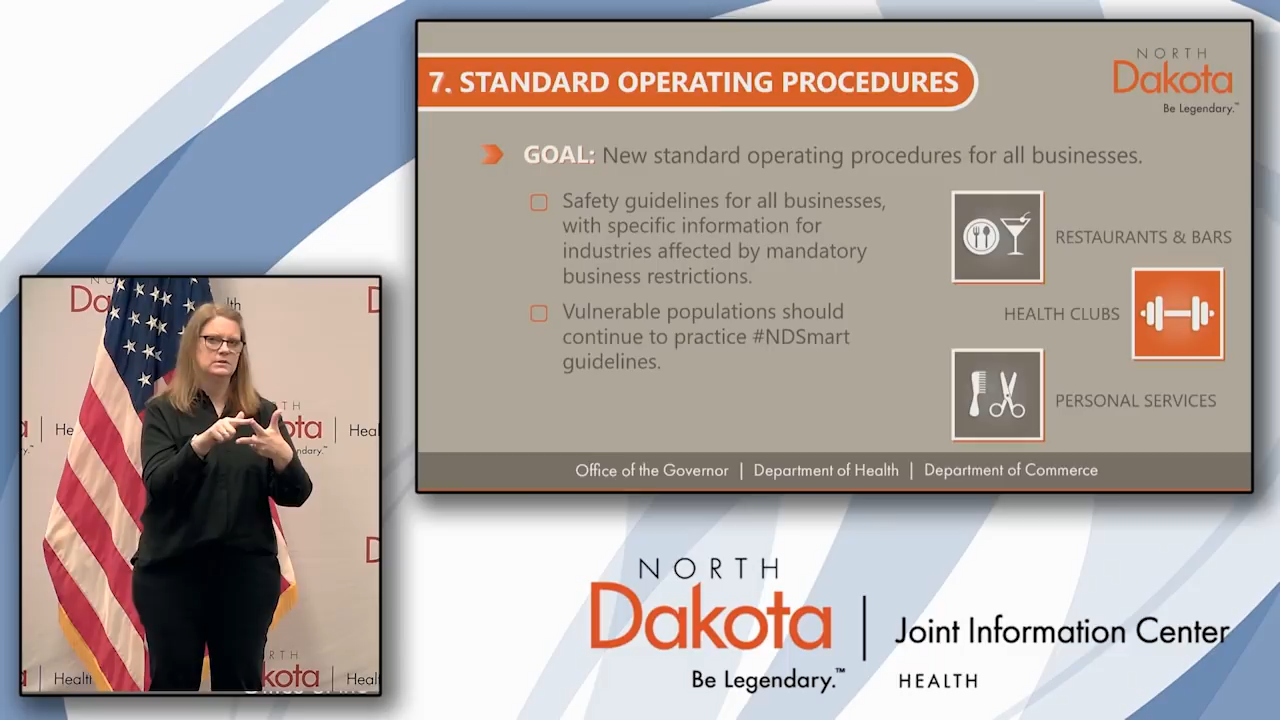 NORTH
Dakota
Be Legendary.™
7. STANDARD OPERATING PROCEDURES
GOAL: New standard operating procedures for all businesses.
Safety guidelines for all businesses,
with specific information for
industries affected by mandatory
business restrictions.
Vulnerable populations should
continue to practice #NDSmart
guidelines.
RESTAURANTS & BARS
HEALTH CLUBS
PERSONAL SERVICES
Office of the Governor | Department of Health | Department of Commerce
NORTH
Dakota
Be Legendary.™
Joint Information Center
HEALTH